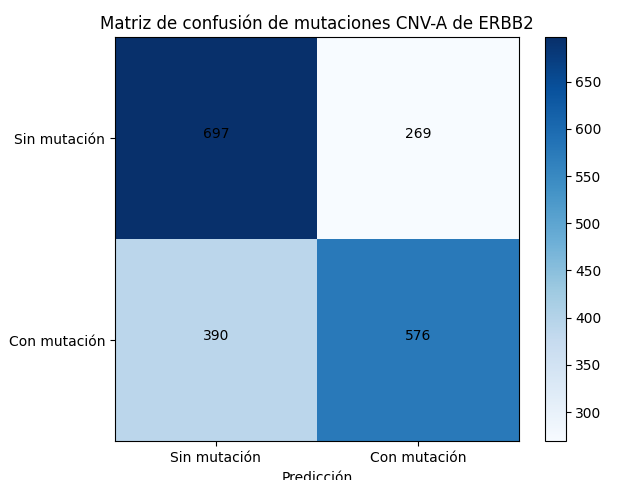 Matriz de confusión de mutaciones CNV-A de ERBB2
Sin mutación
697
269
Con mutación
390
576
Sin mutación
Con mutación
Predicción
650
600
550
500
450
400
350
300